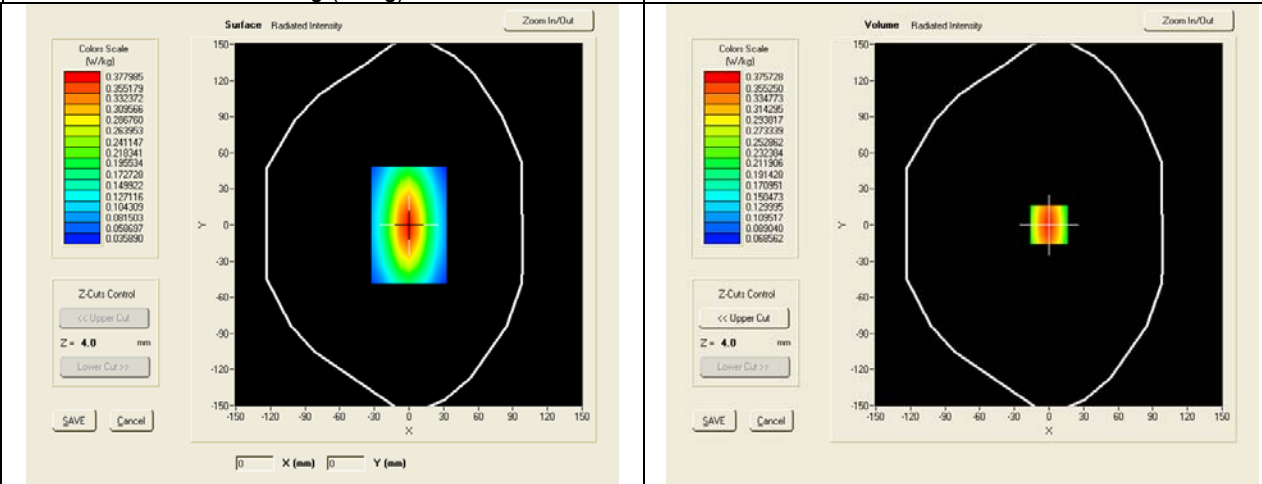 Surface Radiated Intensity
Zoom In/Out
Colors Scale
(W/kg)
0.377985
0.355179
0.332372
0.309566
0.286760
0.263953
0.241147
0.218341
0.195534
0.172728
0.149922
0.127116
0.104309
0.081503
0.058697
0.035890
150
120
90
60
30
0
-30
-60
-90
-120
-150
Y
-150 -120 -90 -60 -30 0 30 60 90 120 150
X
Z-Cuts Control
<< Upper Cut
Z = 4.0 mm
Lower Cut >>
SAVE Cancel
0 X (mm) 0 Y (mm)
Volume Radiated Intensity
Zoom In/Out
Colors Scale
(W/kg)
0.375728
0.355250
0.334773
0.314295
0.293817
0.273339
0.252862
0.232384
0.211906
0.191428
0.170951
0.150473
0.129995
0.109517
0.089040
0.068562
150
120
90
60
30
0
-30
-60
-90
-120
-150
Y
-150 -120 -90 -60 -30 0 30 60 90 120 150
X
Z-Cuts Control
<< Upper Cut
Z = 4.0 mm
Lower Cut >>
SAVE Cancel